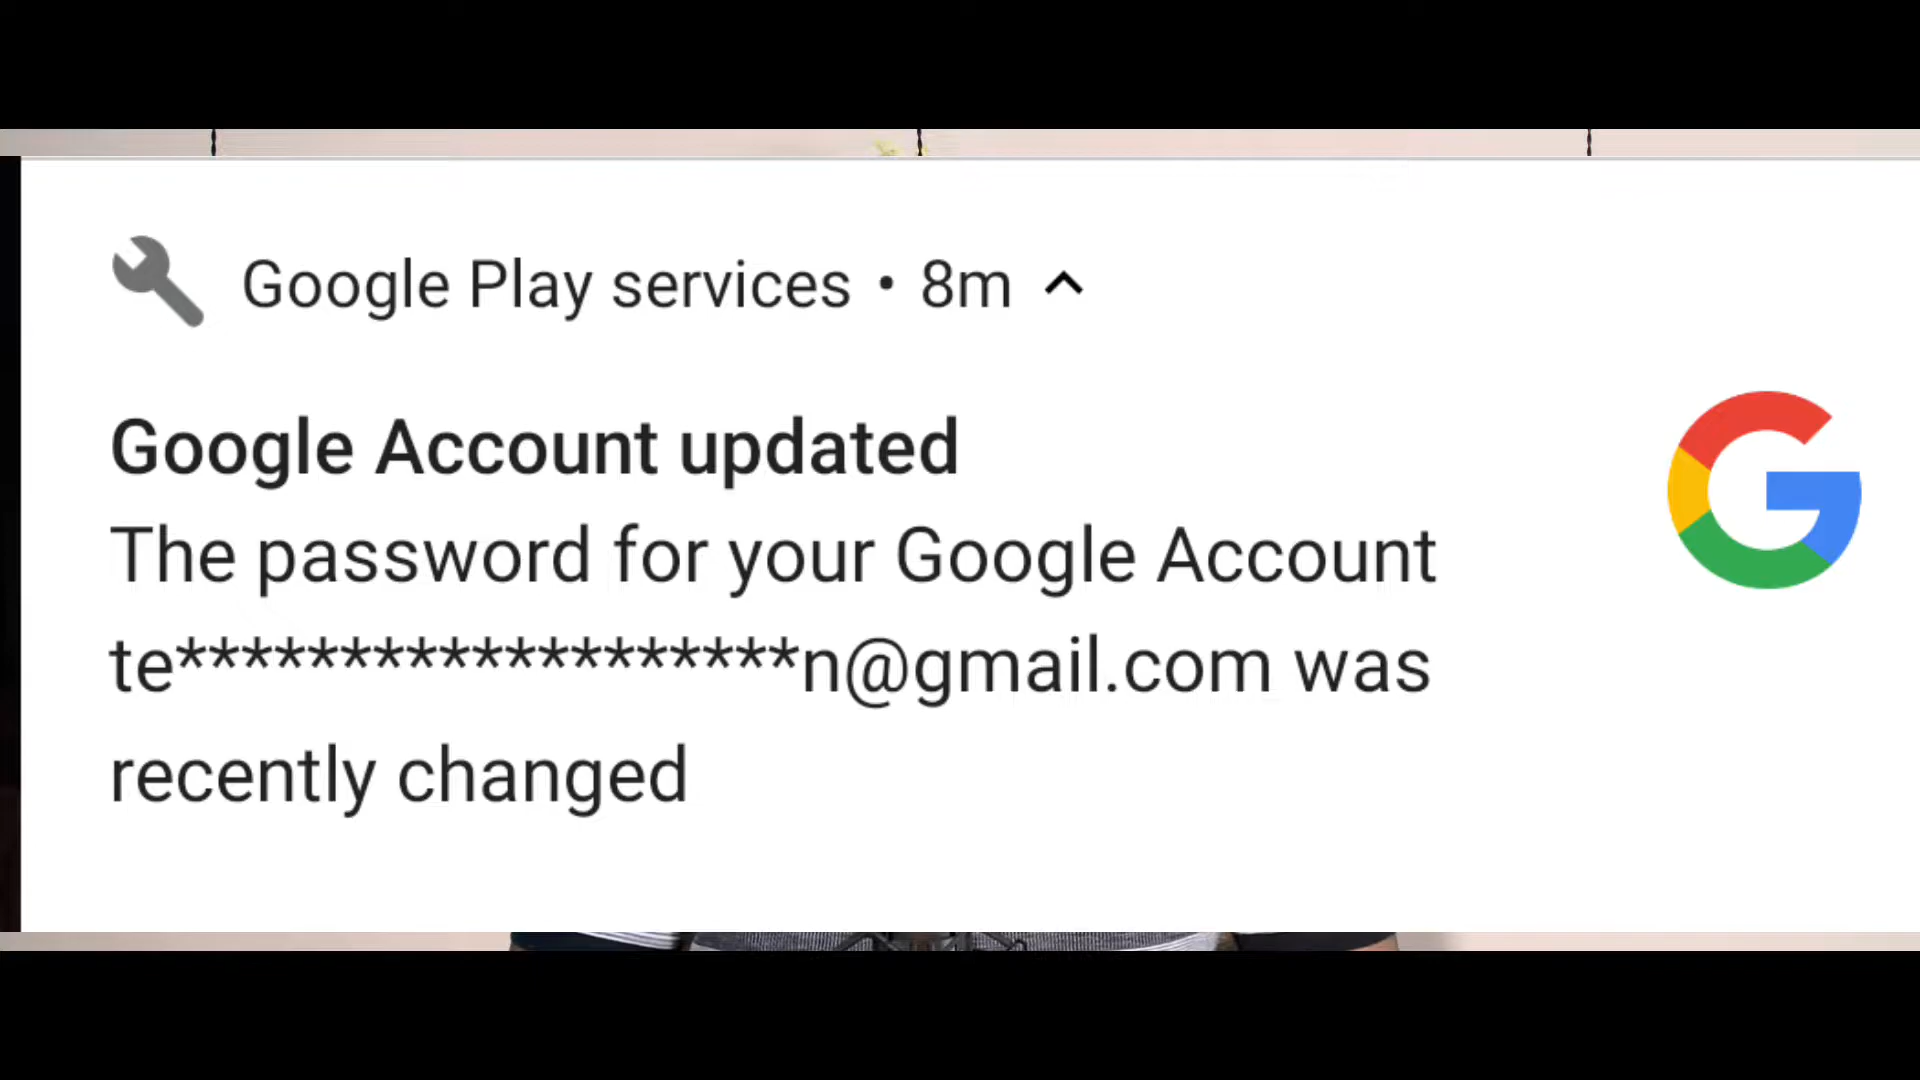 Google Play services • 8m
Google Account updated
The password for your Google Account
te*******************n@gmail.com was
recently changed